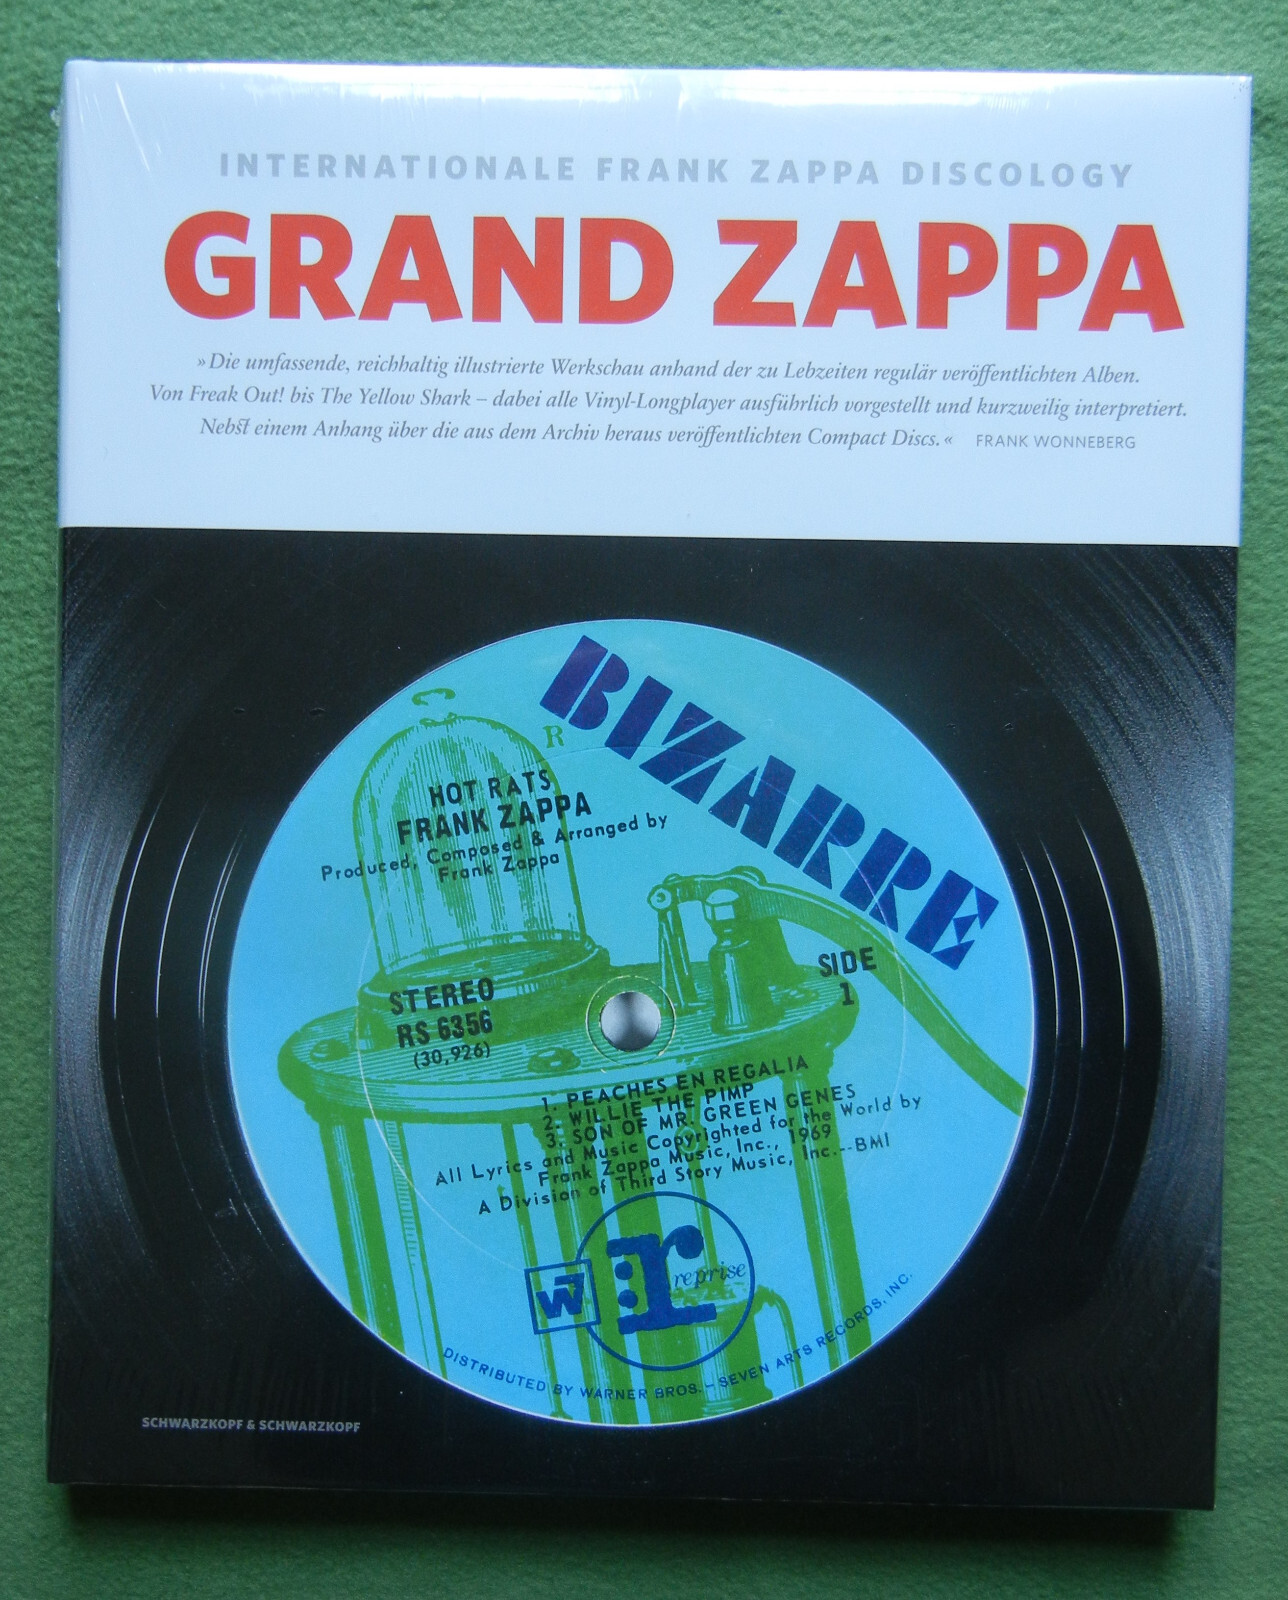 INTERNATIONALE FRANK ZAPPA DISCOLOGY
GRAND ZAPPA
»Die umfassende, reichhaltig illustrierte Werkschau anhand der zu Lebzeiten regulär veröffentlichten Alben.
Von Freak Out! bis The Yellow Shark – dabei alle Vinyl-Longplayer ausführlich vorgestellt und kurzweilig interpretiert.
Nebst einem Anhang über die aus dem Archiv heraus veröffentlichten Compact Discs.« FRANK WONNEBERG
BIZARRE
R
HOT RATS
FRANK ZAPPA
Produced, Composed & Arranged by
Frank Zappa
STEREO
RS 6356
(30,926)
SIDE
1
1. PEACHES EN REGALIA
2. WILLIE THE PIMP
3. SON OF MR. GREEN GENES
All Lyrics and Music Copyrighted for the World by
Frank Zappa Music, Inc., 1969
A Division of Third Story Music, Inc.--BMI
W7
r:
reprise
DISTRIBUTED BY WARNER BROS. – SEVEN ARTS RECORDS, INC.
SCHWARZKOPF & SCHWARZKOPF